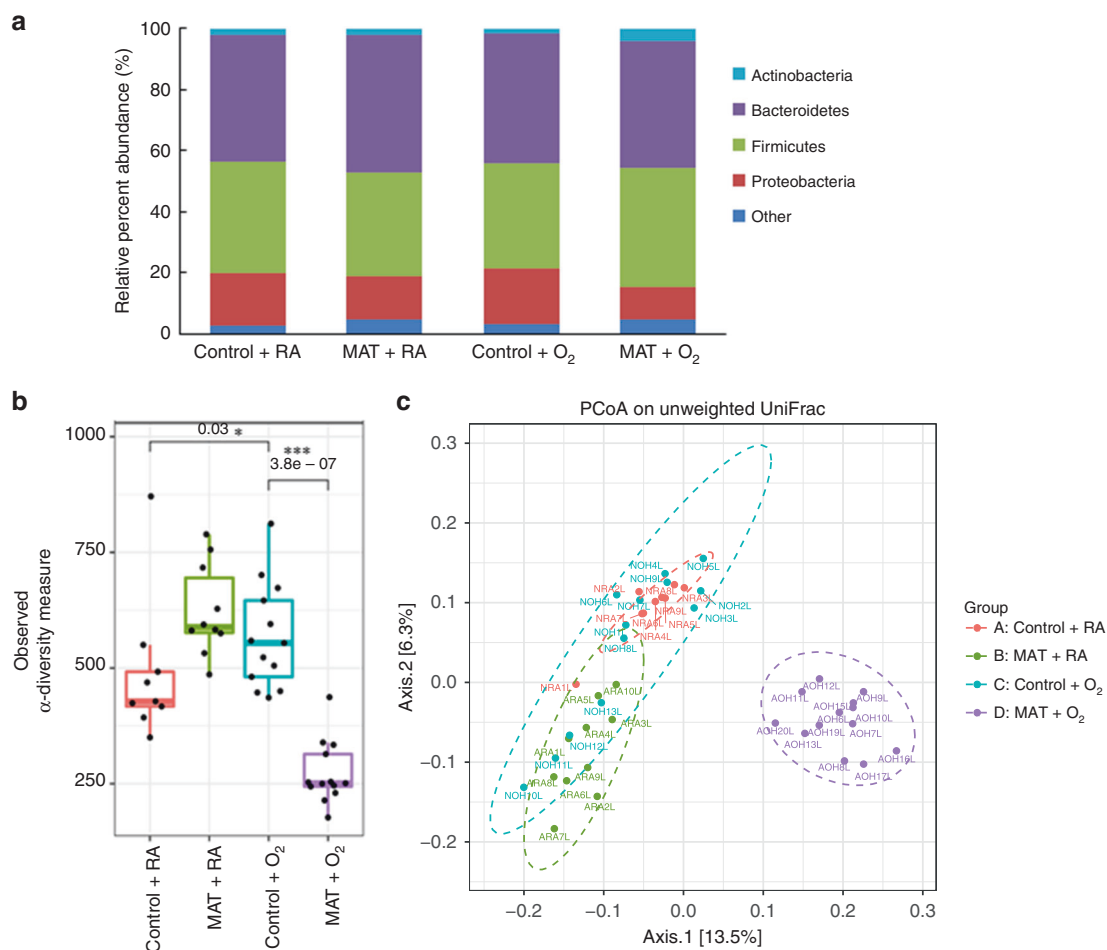 a
Relative percent abundance (%)
100
80
60
40
20
0
Control + RA
MAT + RA
Control + O2
MAT + O2
Actinobacteria
Bacteroidetes
Firmicutes
Proteobacteria
Other
b
Observed
α-diversity measure
1000
750
500
250
0.03 *
***
3.8e – 07
Control + RA
MAT + RA
Control + O2
MAT + O2
c
PCoA on unweighted UniFrac
Axis.2 [6.3%]
0.3
0.2
0.1
0.0
−0.1
−0.2
−0.2
−0.1
0.0
0.1
0.2
0.3
Axis.1 [13.5%]
NOH4L
NOH5L
NOH9L
NRA2L
NRA8L
NRA3L
NOH6L
NOH7L
NOH2L
NRA9L
NOH3L
NRA6L
NRA5L
NRA4L
NOH8L
NRA1L
ARA10L
ARA5L
NOH13L
ARA3L
ARA4L
NOH12L
ARA1L
NOH11L
ARA9L
ARA8L
ARA6L
NOH10L
ARA2L
ARA7L
AOH12L
AOH11L
AOH9L
AOH15L
AOH6L
AOH10L
AOH20L
AOH19L
AOH7L
AOH13L
AOH16L
AOH8L
AOH17L
Group
A: Control + RA
B: MAT + RA
C: Control + O2
D: MAT + O2